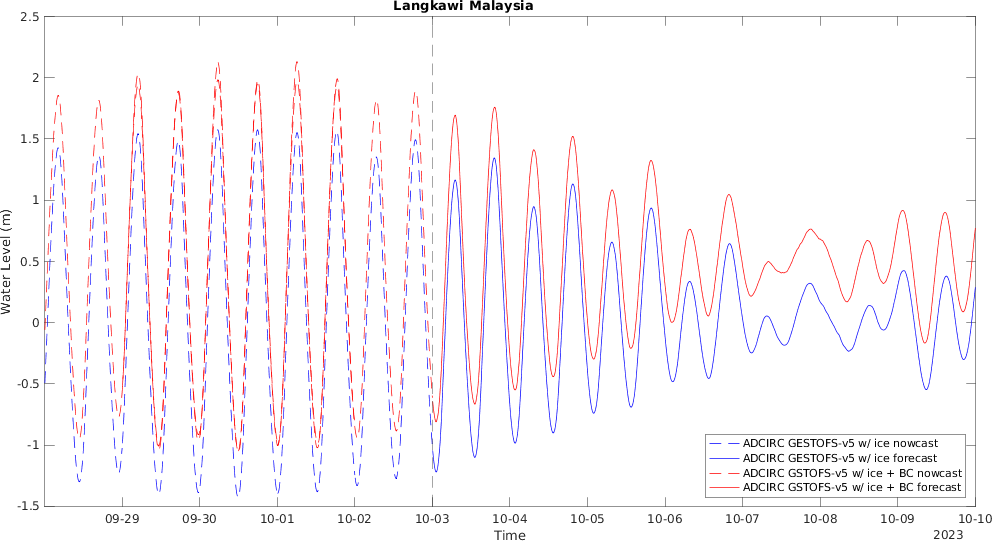 Langkawi Malaysia
2.5
2
1.5
1
0.5
0
-0.5
-1
-1.5
Water Level (m)
09-29 09-30 10-01 10-02 10-03 10-04 10-05 10-06 10-07 10-08 10-09 10-10
Time
2023
ADCIRC GESTOFS-v5 w/ ice nowcast
ADCIRC GESTOFS-v5 w/ ice forecast
ADCIRC GSTOFS-v5 w/ ice + BC nowcast
ADCIRC GSTOFS-v5 w/ ice + BC forecast